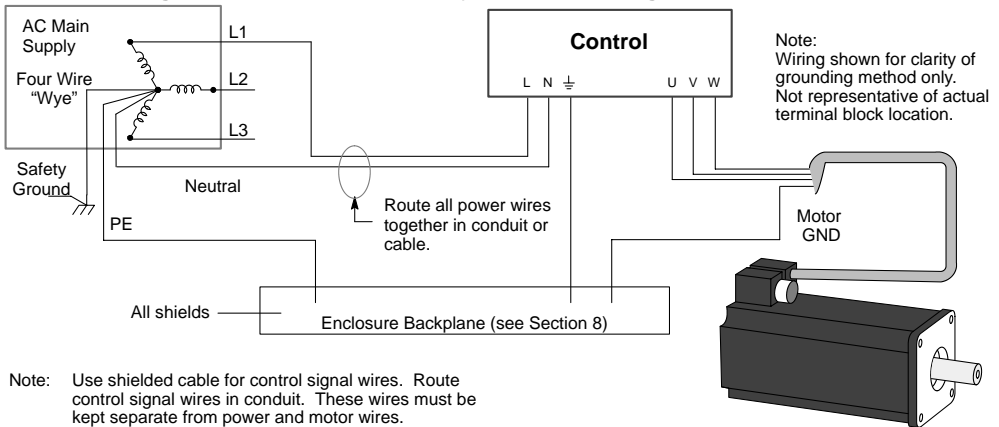 AC Main
Supply
Four Wire
“Wye”
L1
L2
L3
Safety
Ground
Neutral
PE
Control
L N
U V W
Note:
Wiring shown for clarity of
grounding method only.
Not representative of actual
terminal block location.
Route all power wires
together in conduit or
cable.
Motor
GND
All shields
Enclosure Backplane (see Section 8)
Note: Use shielded cable for control signal wires. Route
control signal wires in conduit. These wires must be
kept separate from power and motor wires.